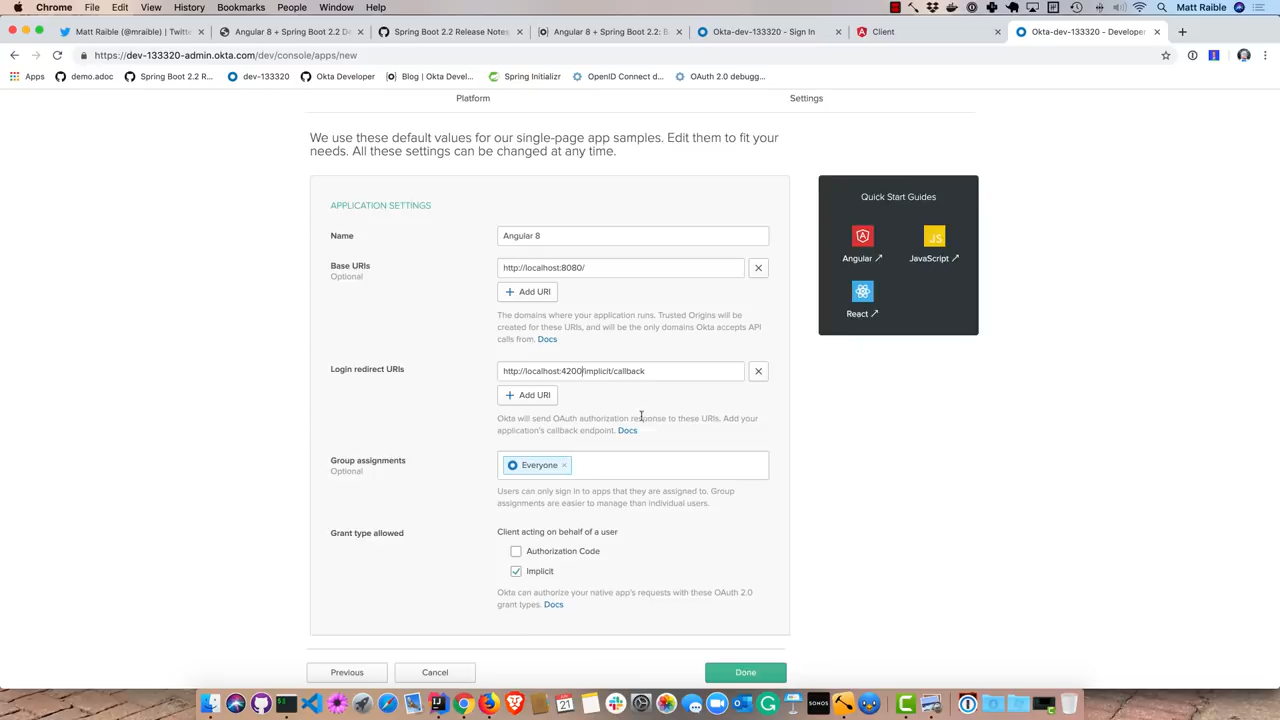 Chrome File Edit View History Bookmarks People Window Help Matt Raible
Matt Raible (@mraible) | Twitte
Angular 8 + Spring Boot 2.2 D
Spring Boot 2.2 Release Notes
Angular 8 + Spring Boot 2.2: B
Okta-dev-133320 - Sign In
Client
Okta-dev-133320 - Developer
https://dev-133320-admin.okta.com/dev/console/apps/new
Apps demo.adoc Spring Boot 2.2 R... dev-133320 Okta Developer Blog | Okta Devel... Spring Initializr OpenID Connect d... OAuth 2.0 debugg...
Platform Settings
We use these default values for our single-page app samples. Edit them to fit your
needs. All these settings can be changed at any time.
APPLICATION SETTINGS
Name Angular 8
Base URIs http://localhost:8080/
Optional
+ Add URI
The domains where your application runs. Trusted Origins will be
created for these URIs, and will be the only domains Okta accepts API
calls from. Docs
Login redirect URIs http://localhost:4200/implicit/callback
+ Add URI
Okta will send OAuth authorization response to these URIs. Add your
application's callback endpoint. Docs
Group assignments Everyone ×
Optional
Users can only sign in to apps that they are assigned to. Group
assignments are easier to manage than individual users.
Grant type allowed Client acting on behalf of a user
Authorization Code
Implicit
Okta can authorize your native app's requests with these OAuth 2.0
grant types. Docs
Previous Cancel Done
Quick Start Guides
JS
Angular JavaScript
React
21
SONOS